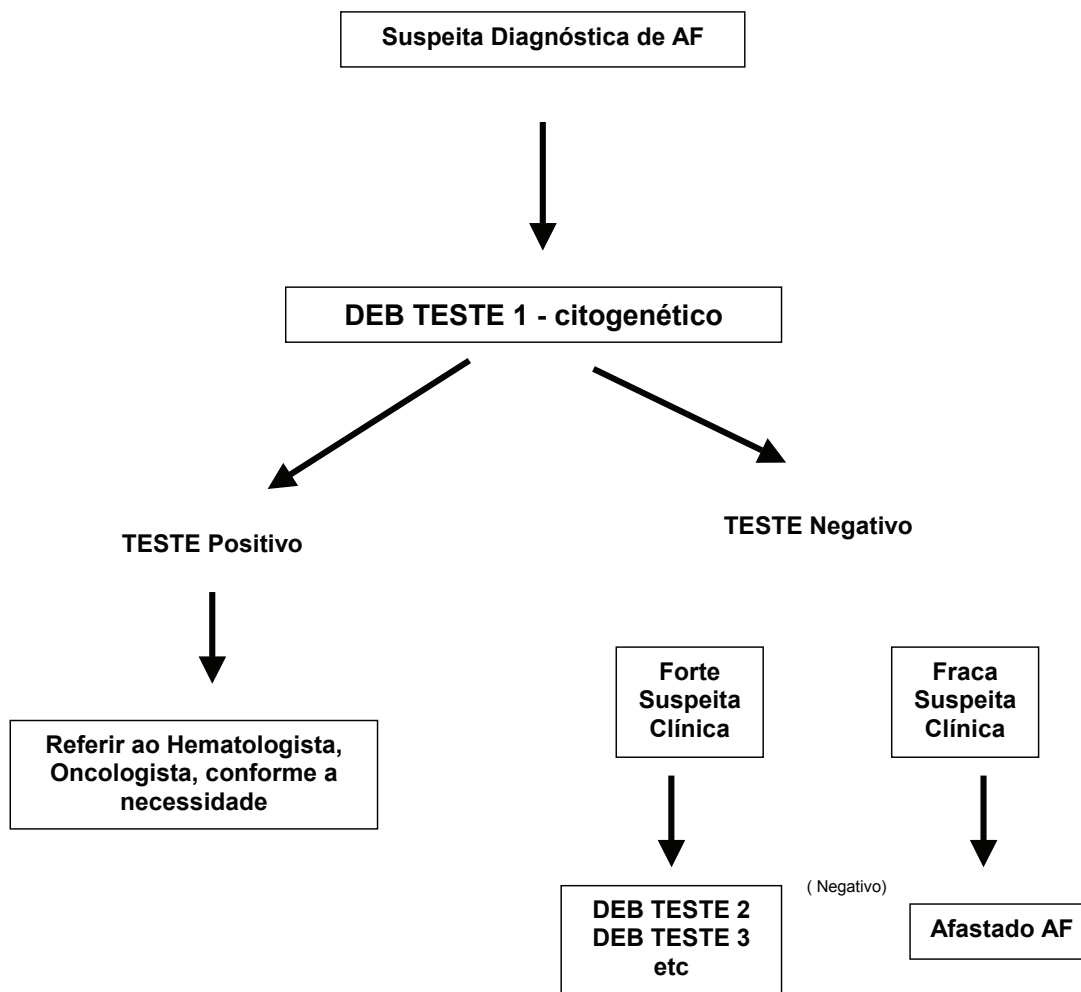 Suspeita Diagnóstica de AF
DEB TESTE 1 - citogenético
TESTE Positivo
TESTE Negativo
Forte
Suspeita
Clínica
Fraca
Suspeita
Clínica
Referir ao Hematologista,
Oncologista, conforme a
necessidade
( Negativo)
DEB TESTE 2
DEB TESTE 3
etc
Afastado AF